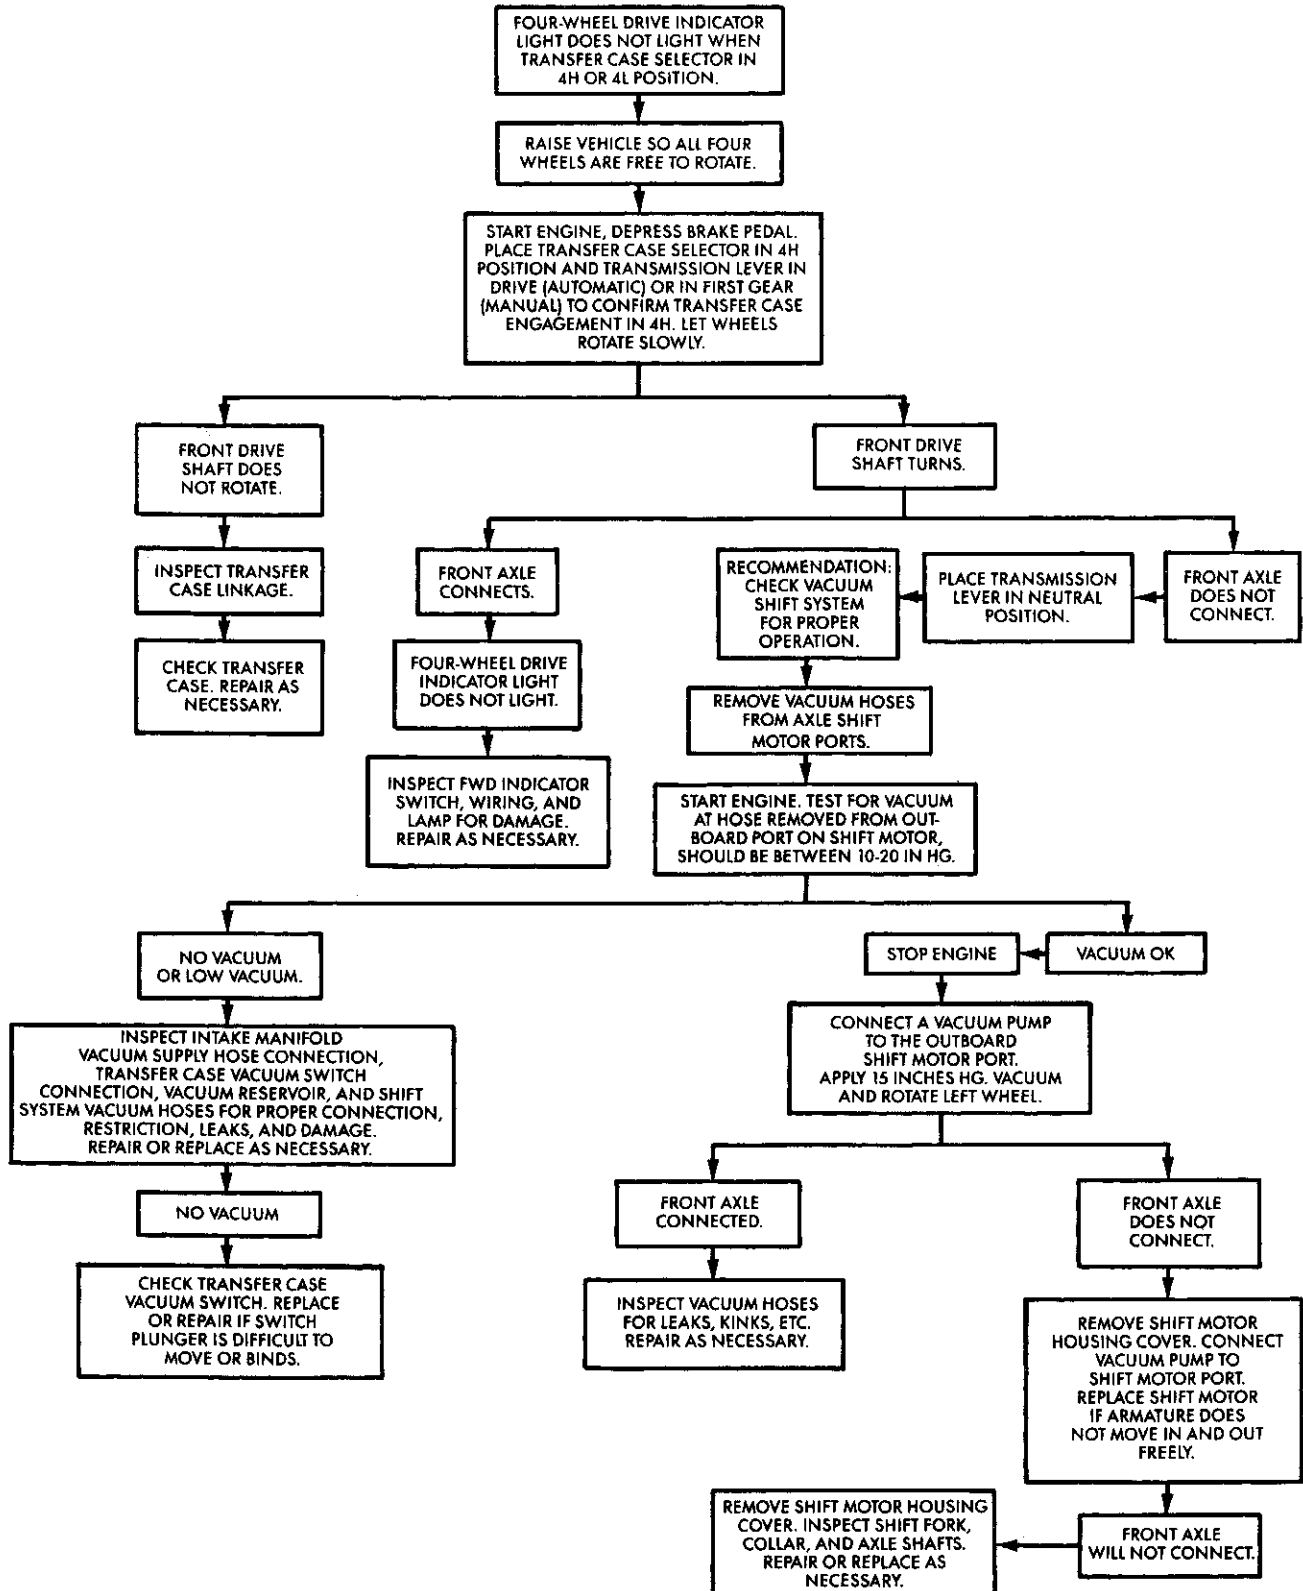 FOUR-WHEEL DRIVE INDICATOR
LIGHT DOES NOT LIGHT WHEN
TRANSFER CASE SELECTOR IN
4H OR 4L POSITION.
RAISE VEHICLE SO ALL FOUR
WHEELS ARE FREE TO ROTATE.
START ENGINE, DEPRESS BRAKE PEDAL.
PLACE TRANSFER CASE SELECTOR IN 4H
POSITION AND TRANSMISSION LEVER IN
DRIVE (AUTOMATIC) OR IN FIRST GEAR
(MANUAL) TO CONFIRM TRANSFER CASE
ENGAGEMENT IN 4H. LET WHEELS
ROTATE SLOWLY.
FRONT DRIVE
SHAFT DOES
NOT ROTATE.
INSPECT TRANSFER
CASE LINKAGE.
CHECK TRANSFER
CASE. REPAIR AS
NECESSARY.
FRONT DRIVE
SHAFT TURNS.
FRONT AXLE
CONNECTS.
FOUR-WHEEL DRIVE
INDICATOR LIGHT
DOES NOT LIGHT.
INSPECT FWD INDICATOR
SWITCH, WIRING, AND
LAMP FOR DAMAGE.
REPAIR AS NECESSARY.
FRONT AXLE
DOES NOT
CONNECT.
PLACE TRANSMISSION
LEVER IN NEUTRAL
POSITION.
RECOMMENDATION:
CHECK VACUUM
SHIFT SYSTEM
FOR PROPER
OPERATION.
REMOVE VACUUM HOSES
FROM AXLE SHIFT
MOTOR PORTS.
START ENGINE. TEST FOR VACUUM
AT HOSE REMOVED FROM OUT-
BOARD PORT ON SHIFT MOTOR,
SHOULD BE BETWEEN 10-20 IN HG.
NO VACUUM
OR LOW VACUUM.
INSPECT INTAKE MANIFOLD
VACUUM SUPPLY HOSE CONNECTION,
TRANSFER CASE VACUUM SWITCH
CONNECTION, VACUUM RESERVOIR, AND SHIFT
SYSTEM VACUUM HOSES FOR PROPER CONNECTION,
RESTRICTION, LEAKS, AND DAMAGE.
REPAIR OR REPLACE AS NECESSARY.
NO VACUUM
CHECK TRANSFER CASE
VACUUM SWITCH. REPLACE
OR REPAIR IF SWITCH
PLUNGER IS DIFFICULT TO
MOVE OR BINDS.
VACUUM OK
STOP ENGINE
CONNECT A VACUUM PUMP
TO THE OUTBOARD
SHIFT MOTOR PORT.
APPLY 15 INCHES HG. VACUUM
AND ROTATE LEFT WHEEL.
FRONT AXLE
CONNECTED.
INSPECT VACUUM HOSES
FOR LEAKS, KINKS, ETC.
REPAIR AS NECESSARY.
FRONT AXLE
DOES NOT
CONNECT.
REMOVE SHIFT MOTOR
HOUSING COVER. CONNECT
VACUUM PUMP TO
SHIFT MOTOR PORT.
REPLACE SHIFT MOTOR
IF ARMATURE DOES
NOT MOVE IN AND OUT
FREELY.
FRONT AXLE
WILL NOT CONNECT.
REMOVE SHIFT MOTOR HOUSING
COVER. INSPECT SHIFT FORK,
COLLAR, AND AXLE SHAFTS.
REPAIR OR REPLACE AS
NECESSARY.